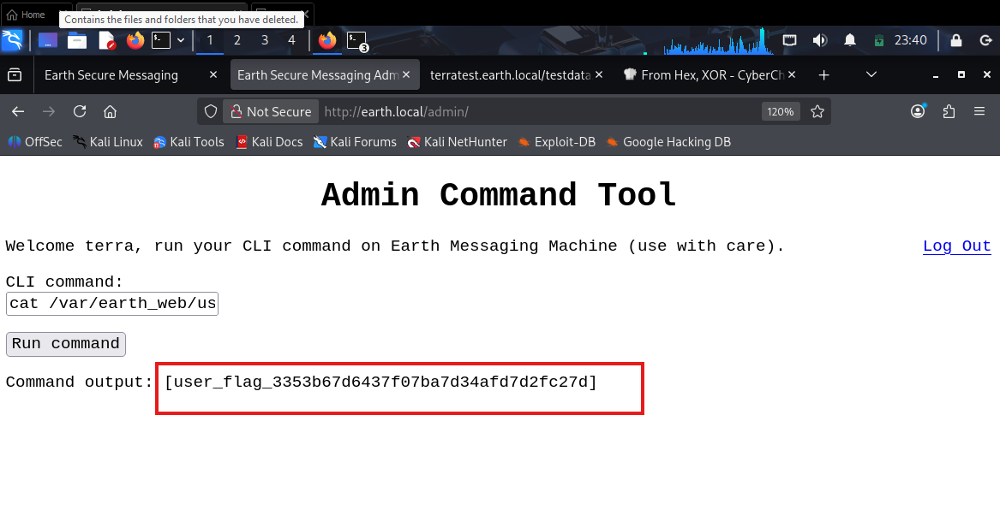 Home
Contains the files and folders that you have deleted.
1 2 3 4 3 23:40
Earth Secure Messaging Earth Secure Messaging Adm terratest.earth.local/testdata From Hex, XOR - CyberCh
Not Secure http://earth.local/admin/ 120%
OffSec Kali Linux Kali Tools Kali Docs Kali Forums Kali NetHunter Exploit-DB Google Hacking DB
Admin Command Tool
Welcome terra, run your CLI command on Earth Messaging Machine (use with care). Log Out
CLI command:
cat /var/earth_web/us
Run command
Command output: [user_flag_3353b67d6437f07ba7d34afd7d2fc27d]